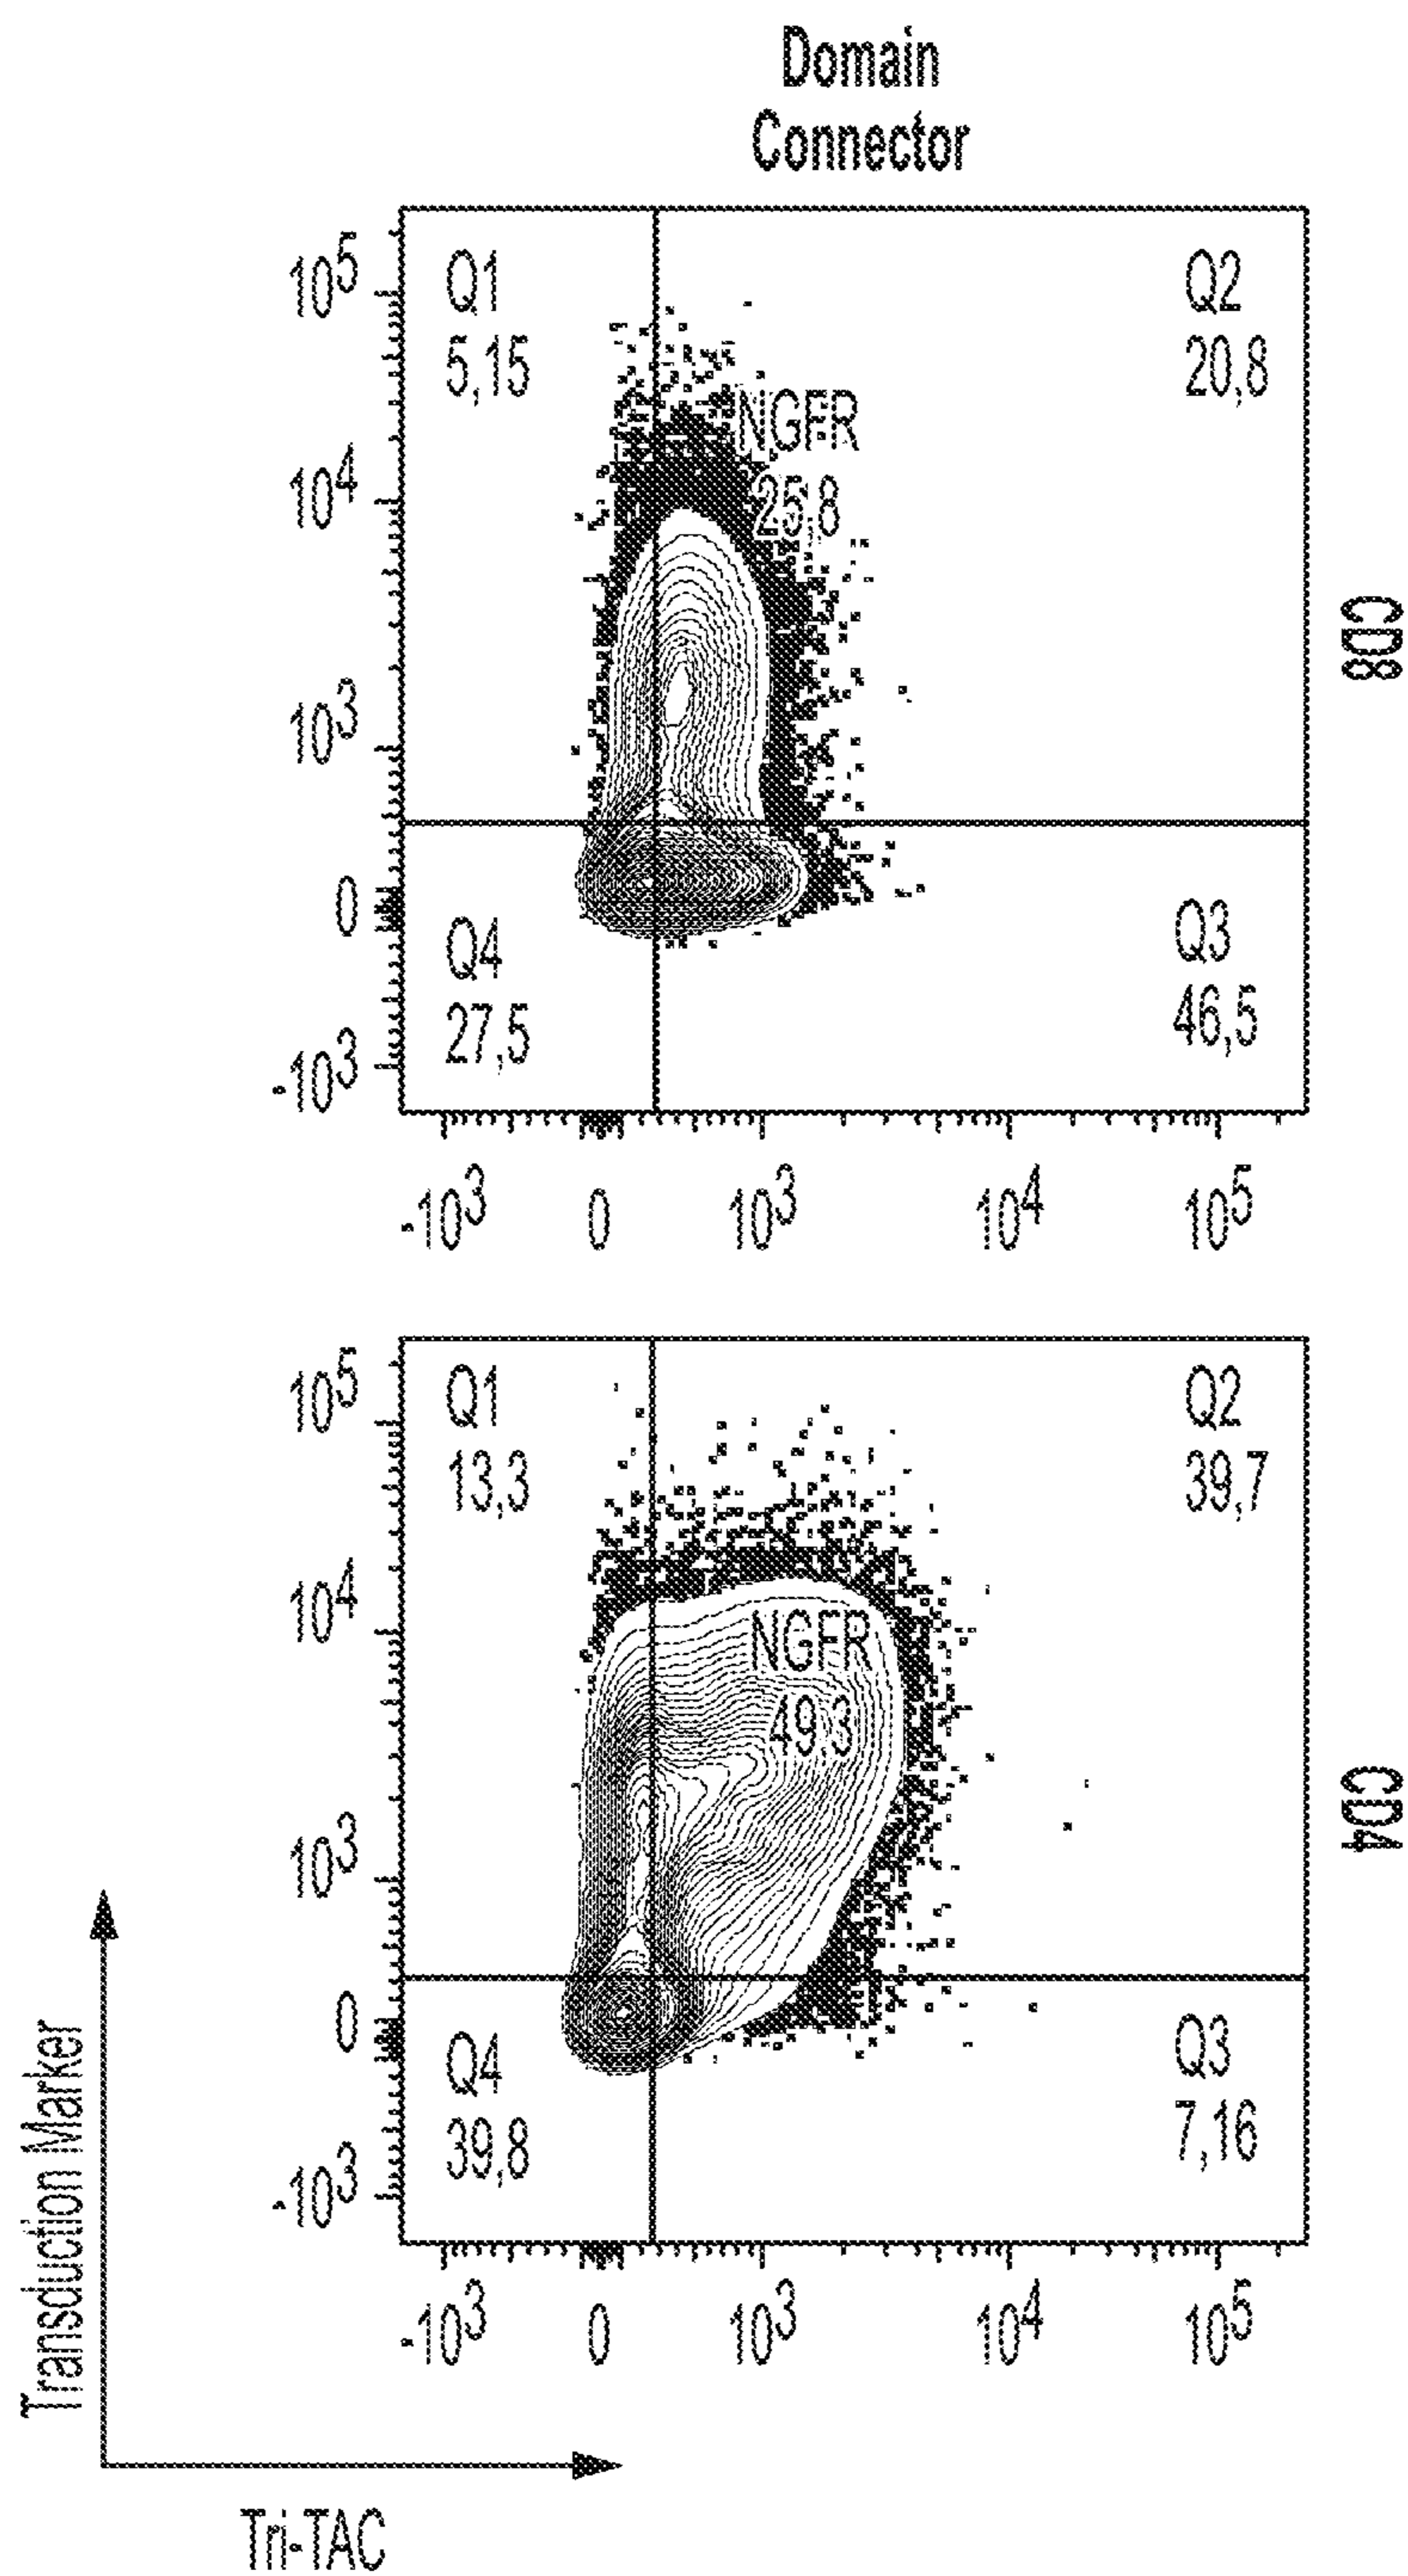 Domain
Connector
10^5
10^4
10^3
0
-10^3
Q1
5,15
Q2
20,8
NGFR
25,8
Q4
27,5
Q3
46,5
-10^3 0 10^3 10^4 10^5
CD8
10^5
10^4
10^3
0
-10^3
Q1
13,3
Q2
39,7
NGFR
49,3
Q4
39,8
Q3
7,16
-10^3 0 10^3 10^4 10^5
CD4
Transduction Marker
Tri-TAC